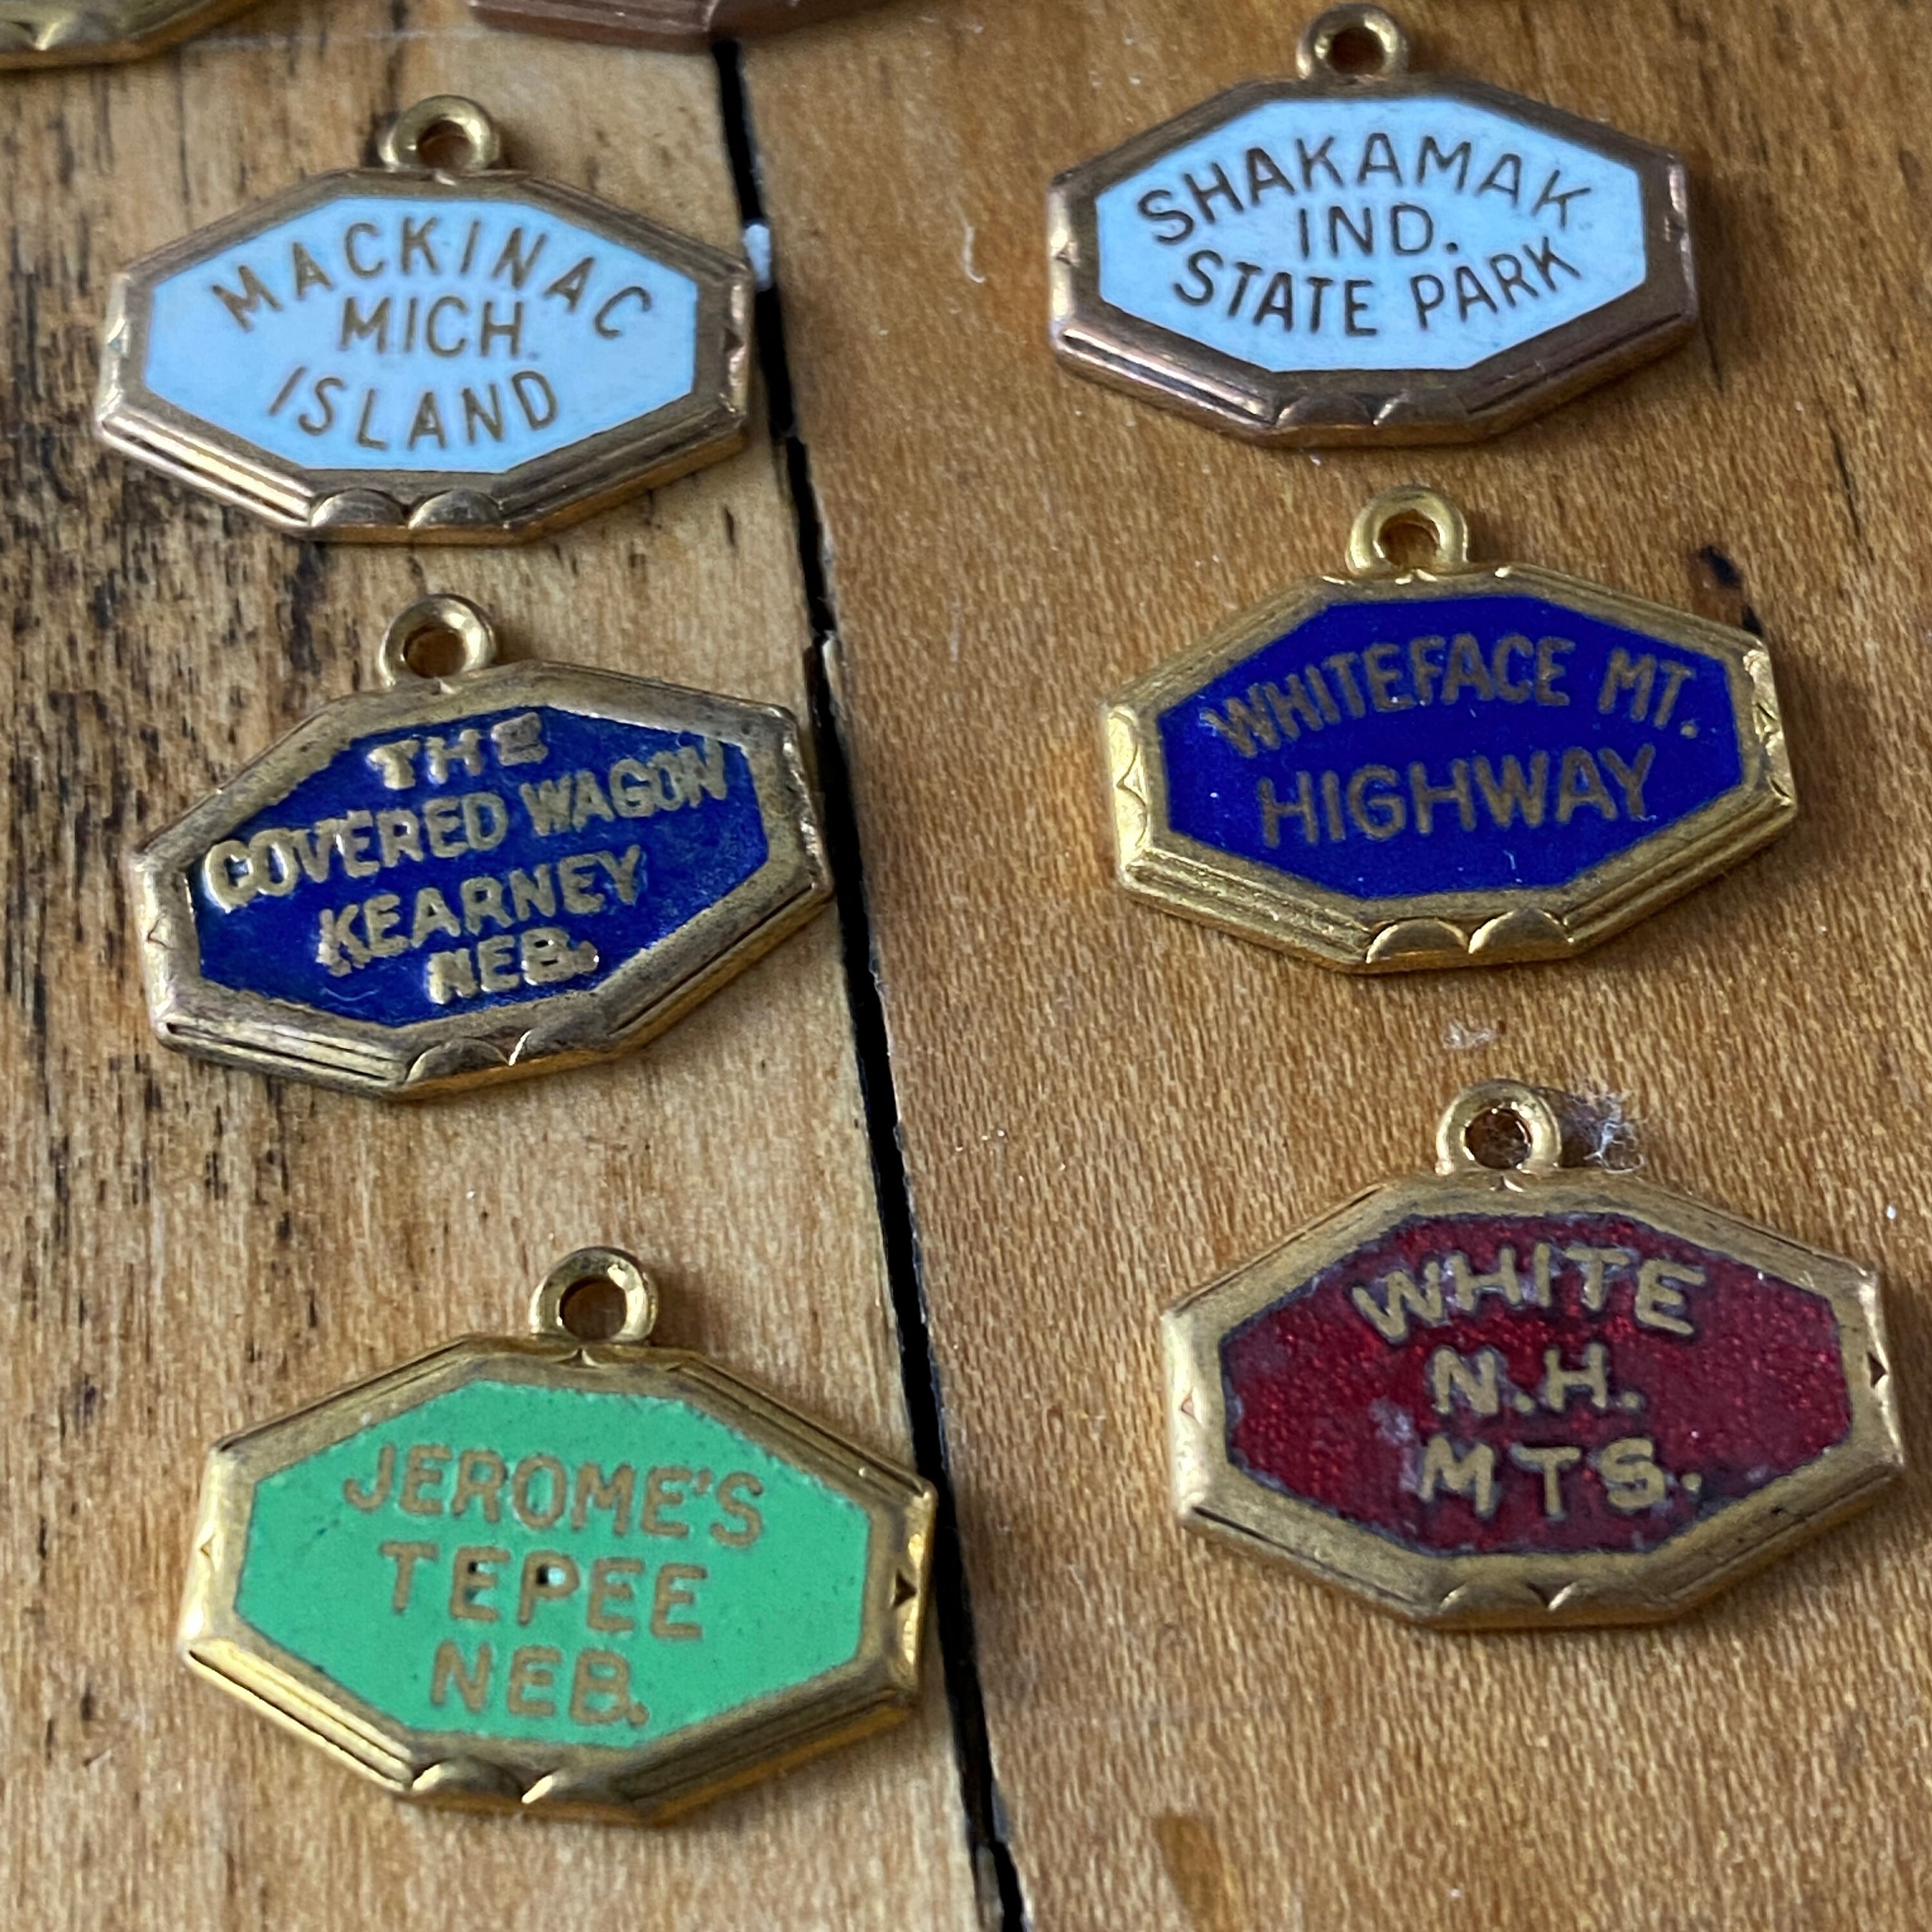 MACKINAC
MICH.
ISLAND
SHAKAMAK
IND.
STATE PARK
THE
COVERED WAGON
KEARNEY
NEB.
WHITEFACE MT.
HIGHWAY
JEROME'S
TEPEE
NEB.
WHITE
N.H.
MTS.